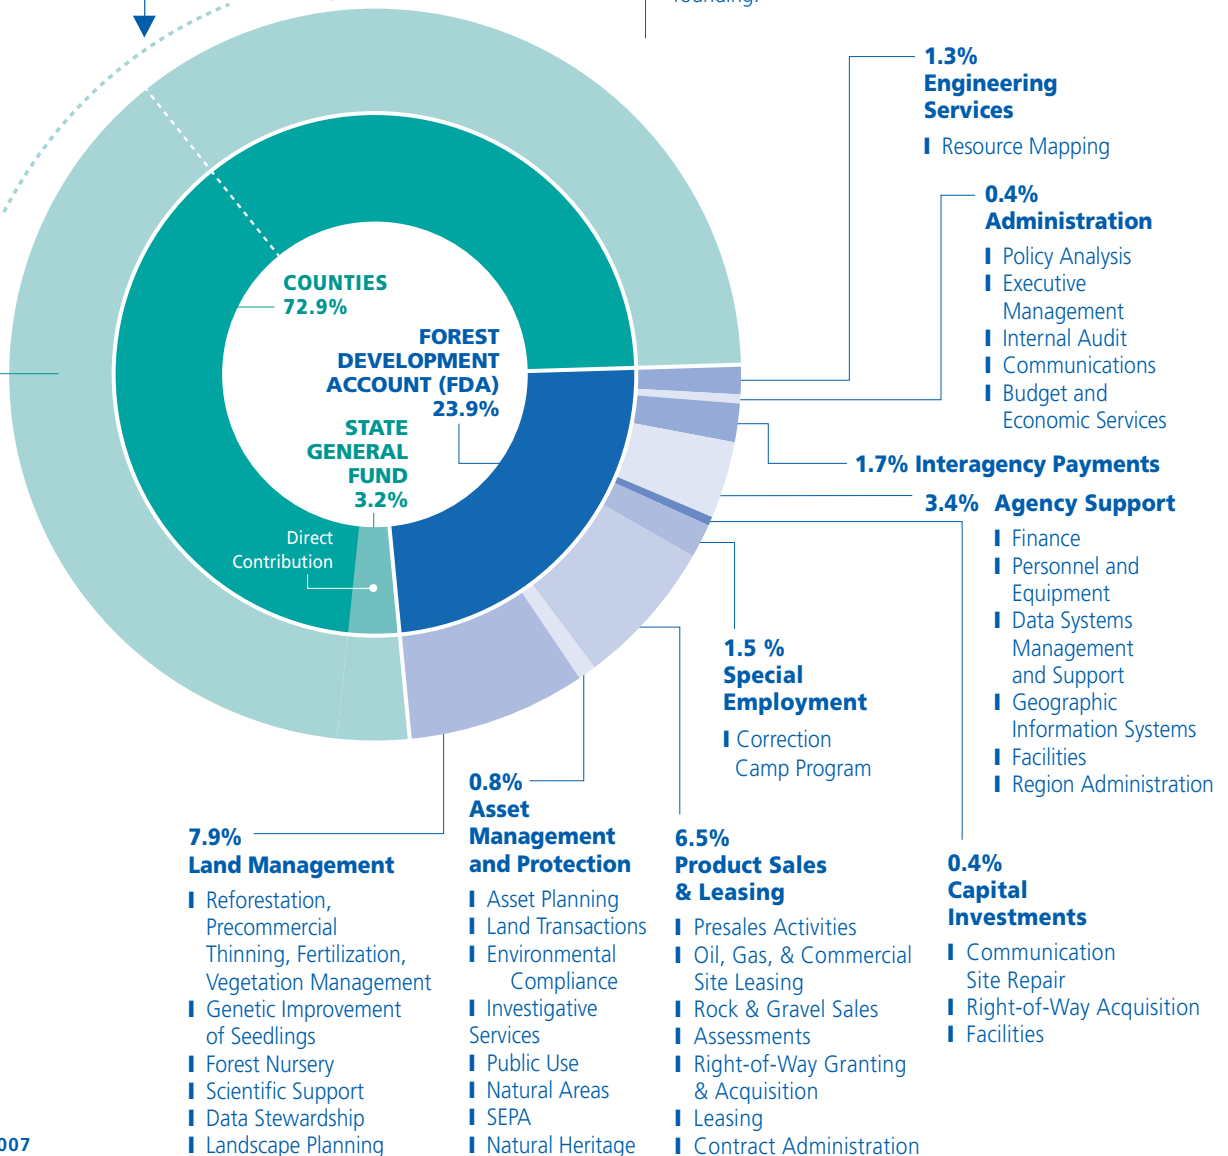 rounding.
1.3%
Engineering
Services
❙ Resource Mapping
0.4%
Administration
❙ Policy Analysis
❙ Executive
Management
❙ Internal Audit
❙ Communications
❙ Budget and
Economic Services
COUNTIES
72.9%
FOREST
DEVELOPMENT
ACCOUNT (FDA)
23.9%
STATE
GENERAL
FUND
3.2%
Direct
Contribution
1.7% Interagency Payments
3.4% Agency Support
❙ Finance
❙ Personnel and
Equipment
❙ Data Systems
Management
and Support
❙ Geographic
Information Systems
❙ Facilities
❙ Region Administration
1.5 %
Special
Employment
❙ Correction
Camp Program
7.9%
Land Management
❙ Reforestation,
Precommercial
Thinning, Fertilization,
Vegetation Management
❙ Genetic Improvement
of Seedlings
❙ Forest Nursery
❙ Scientific Support
❙ Data Stewardship
❙ Landscape Planning
0.8%
Asset
Management
and Protection
❙ Asset Planning
❙ Land Transactions
❙ Environmental
Compliance
❙ Investigative
Services
❙ Public Use
❙ Natural Areas
❙ SEPA
❙ Natural Heritage
6.5%
Product Sales
& Leasing
❙ Presales Activities
❙ Oil, Gas, & Commercial
Site Leasing
❙ Rock & Gravel Sales
❙ Assessments
❙ Right-of-Way Granting
& Acquisition
❙ Leasing
❙ Contract Administration
0.4%
Capital
Investments
❙ Communication
Site Repair
❙ Right-of-Way Acquisition
❙ Facilities
007